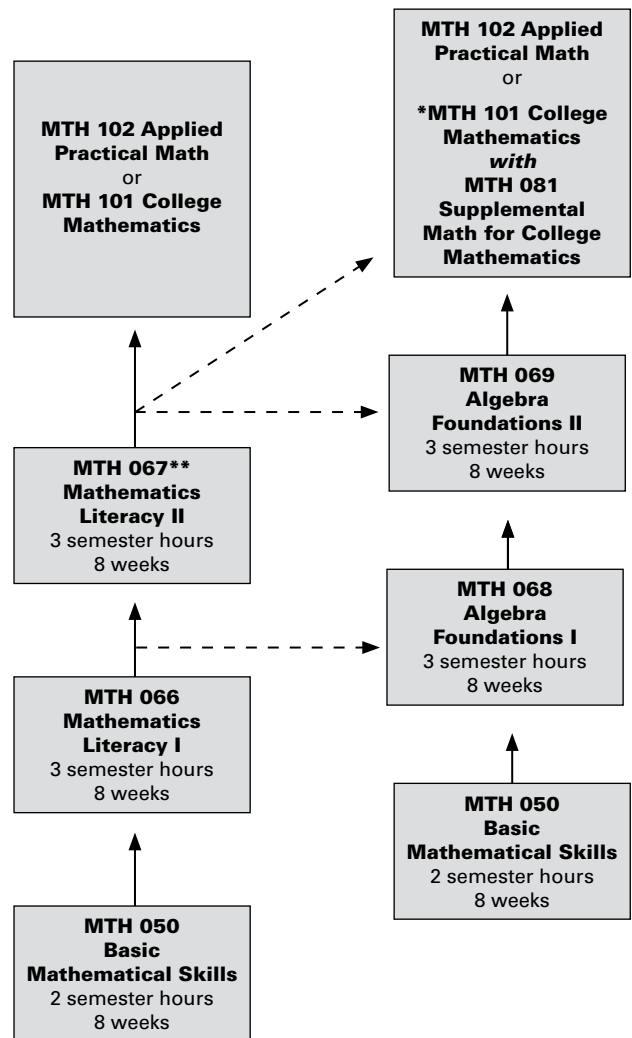 MTH 102 Applied
Practical Math
or
MTH 101 College
Mathematics
MTH 067**
Mathematics
Literacy II
3 semester hours
8 weeks
MTH 066
Mathematics
Literacy I
3 semester hours
8 weeks
MTH 050
Basic
Mathematical Skills
2 semester hours
8 weeks
MTH 102 Applied
Practical Math
or
*MTH 101 College
Mathematics
with
MTH 081
Supplemental
Math for College
Mathematics
MTH 069
Algebra
Foundations II
3 semester hours
8 weeks
MTH 068
Algebra
Foundations I
3 semester hours
8 weeks
MTH 050
Basic
Mathematical Skills
2 semester hours
8 weeks